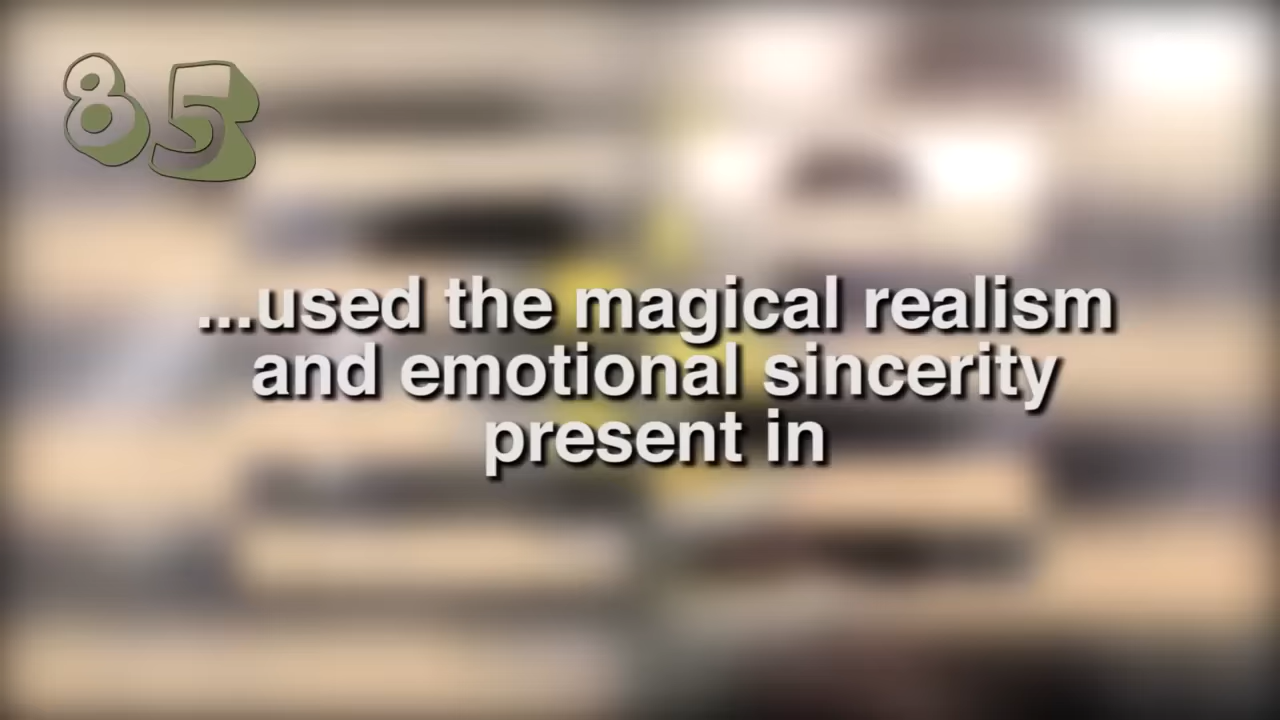 85
...used the magical realism
and emotional sincerity
present in